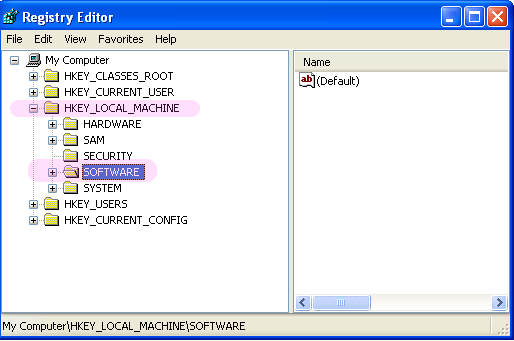 Registry Editor
File Edit View Favorites Help
My Computer
HKEY_CLASSES_ROOT
HKEY_CURRENT_USER
HKEY_LOCAL_MACHINE
HARDWARE
SAM
SECURITY
SOFTWARE
SYSTEM
HKEY_USERS
HKEY_CURRENT_CONFIG
Name
ab (Default)
My Computer\HKEY_LOCAL_MACHINE\SOFTWARE